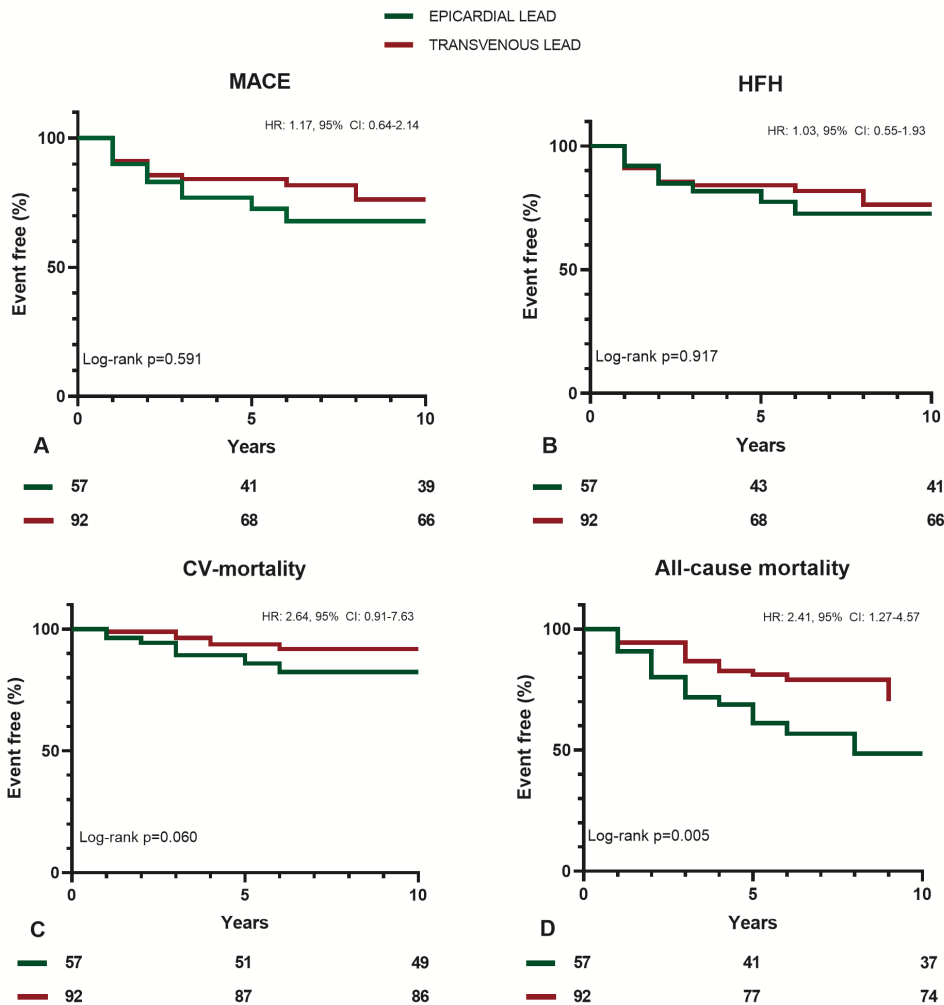 EPICARDIAL LEAD
TRANSVENOUS LEAD
MACE
HR: 1.17, 95% CI: 0.64-2.14
Event free (%)
100
50
0
Log-rank p=0.591
0 5 10
Years
A
57 41 39
92 68 66
HFH
HR: 1.03, 95% CI: 0.55-1.93
Event free (%)
100
50
0
Log-rank p=0.917
0 5 10
Years
B
57 43 41
92 68 66
CV-mortality
HR: 2.64, 95% CI: 0.91-7.63
Event free (%)
100
50
0
Log-rank p=0.060
0 5 10
Years
C
57 51 49
92 87 86
All-cause mortality
HR: 2.41, 95% CI: 1.27-4.57
Event free (%)
100
50
0
Log-rank p=0.005
0 5 10
Years
D
57 41 37
92 77 74